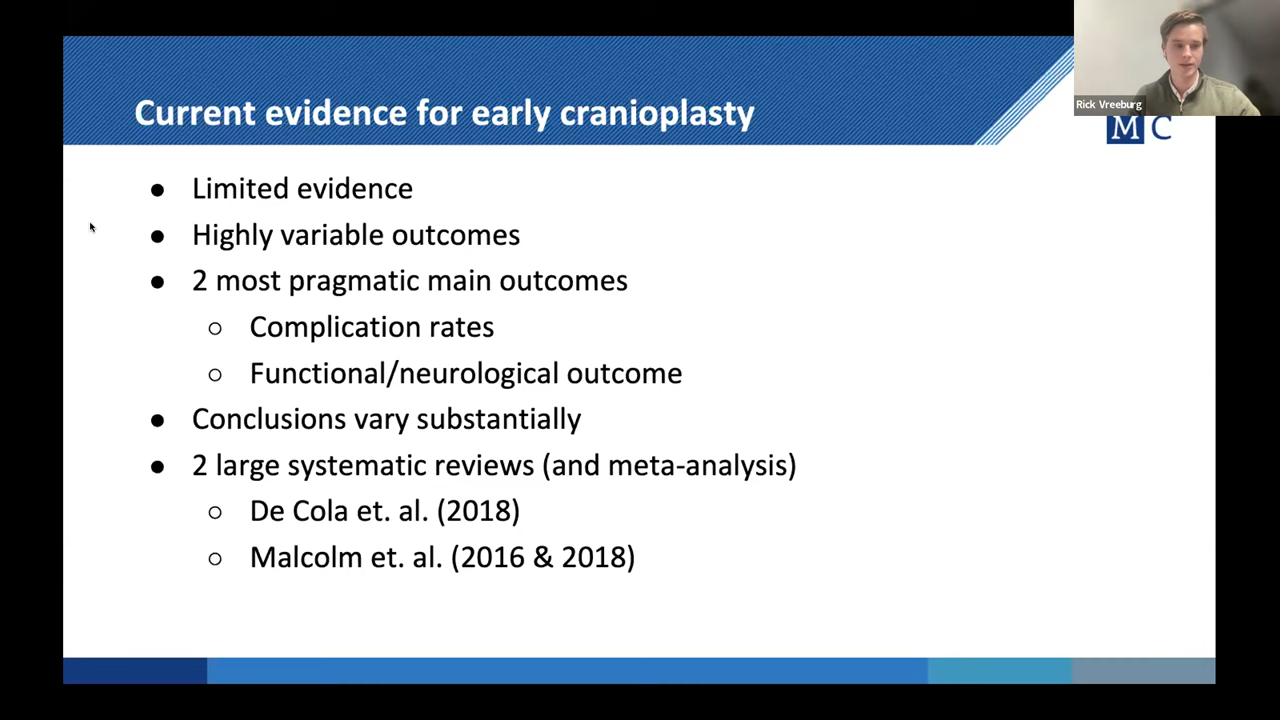 Current evidence for early cranioplasty
Rick Vreeburg
M C
● Limited evidence
● Highly variable outcomes
● 2 most pragmatic main outcomes
○ Complication rates
○ Functional/neurological outcome
● Conclusions vary substantially
● 2 large systematic reviews (and meta-analysis)
○ De Cola et. al. (2018)
○ Malcolm et. al. (2016 & 2018)